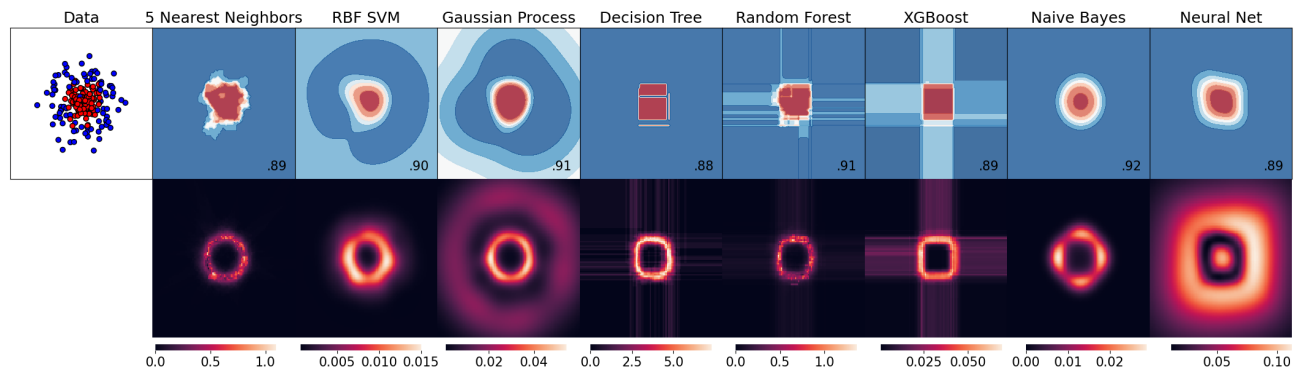 Data 5 Nearest Neighbors RBF SVM Gaussian Process Decision Tree Random Forest XGBoost Naive Bayes Neural Net
.89 .90 .91 .88 .91 .89 .92 .89
0.0 0.5 1.0 0.005 0.010 0.015 0.02 0.04 0.0 2.5 5.0 0.0 0.5 1.0 0.025 0.050 0.00 0.01 0.02 0.05 0.10